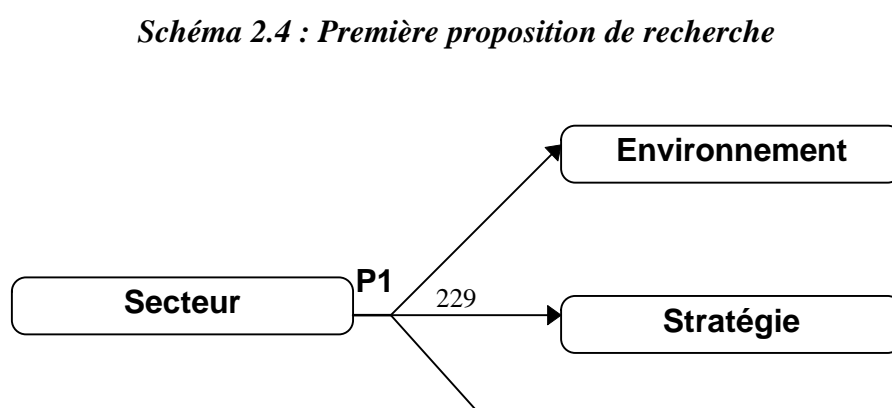 Schéma 2.4 : Première proposition de recherche
Environnement
P1
Secteur
229
Stratégie